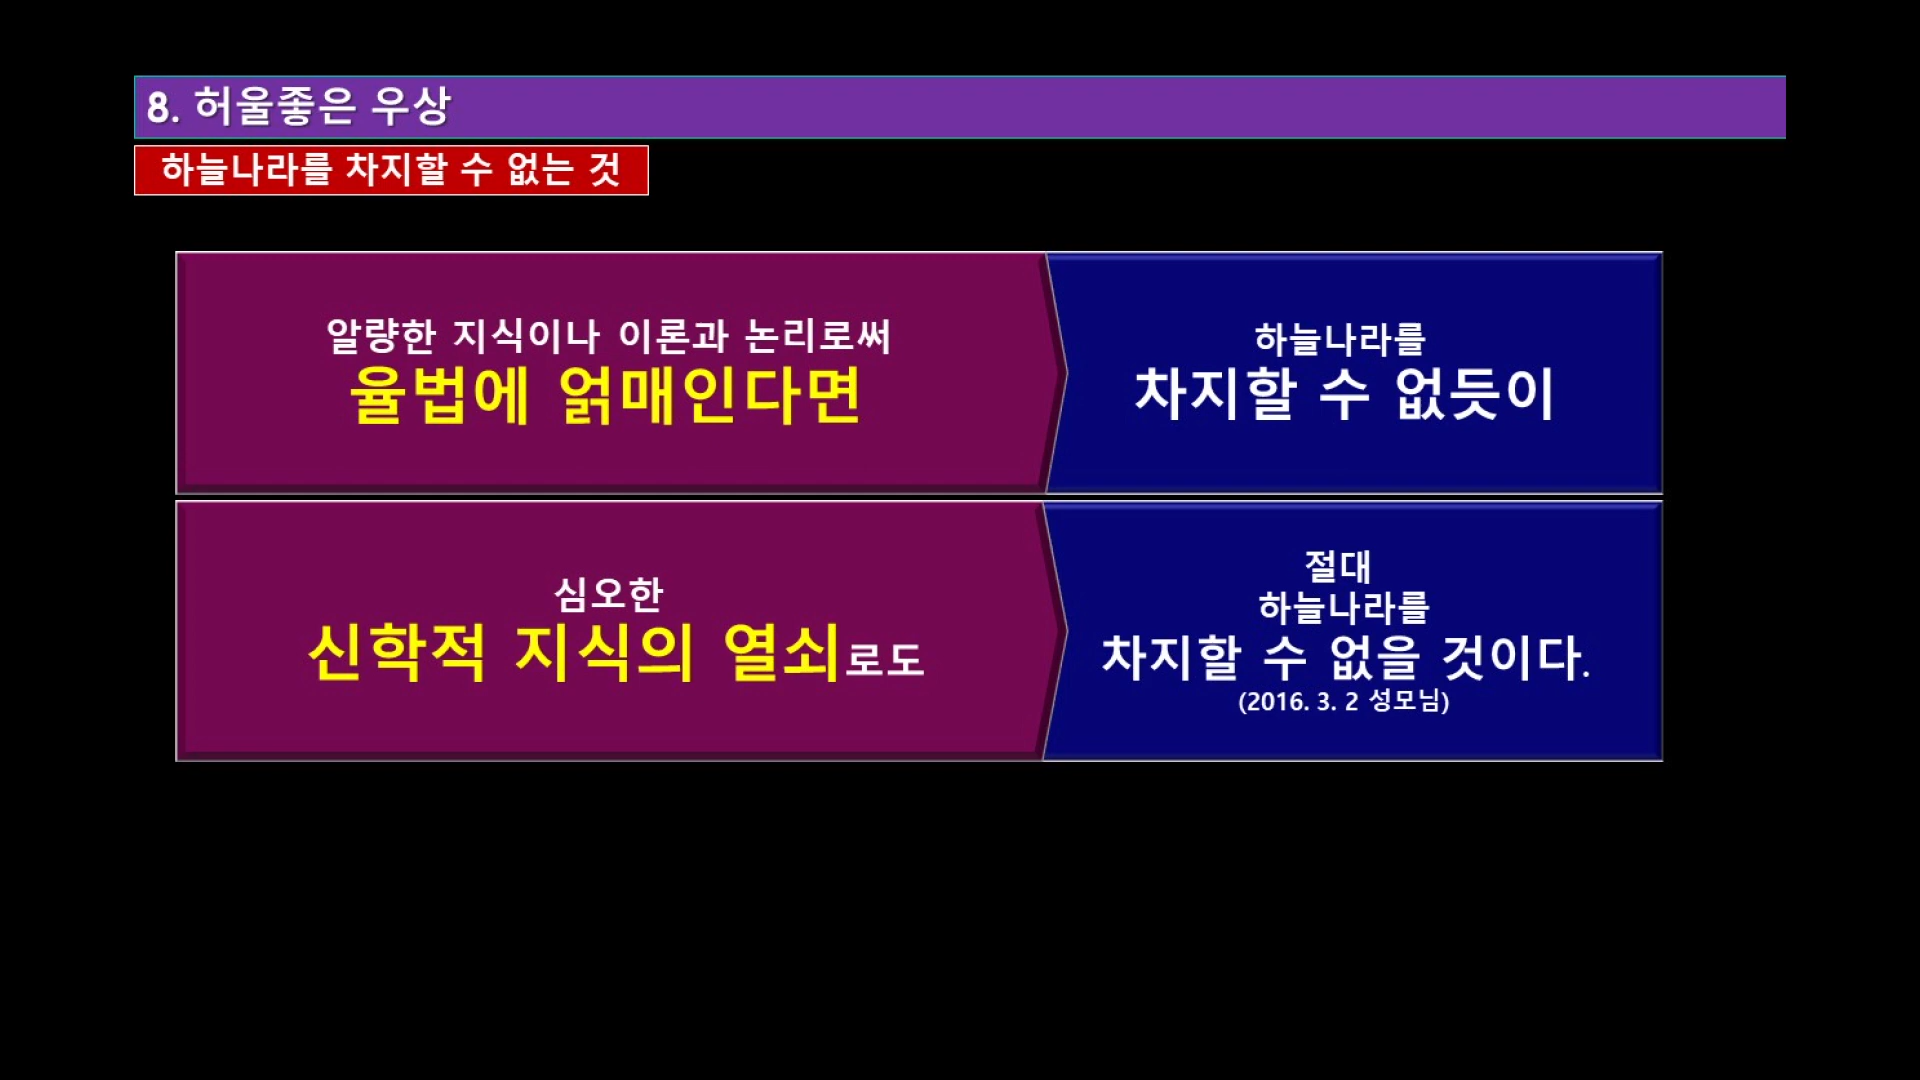 8. 허울좋은 우상
하늘나라를 차지할 수 없는 것
알량한 지식이나 이론과 논리로써
율법에 얽매인다면
하늘나라를
차지할 수 없듯이
심오한
신학적 지식의 열쇠로도
절대
하늘나라를
차지할 수 없을 것이다.
(2016. 3. 2 성모님)